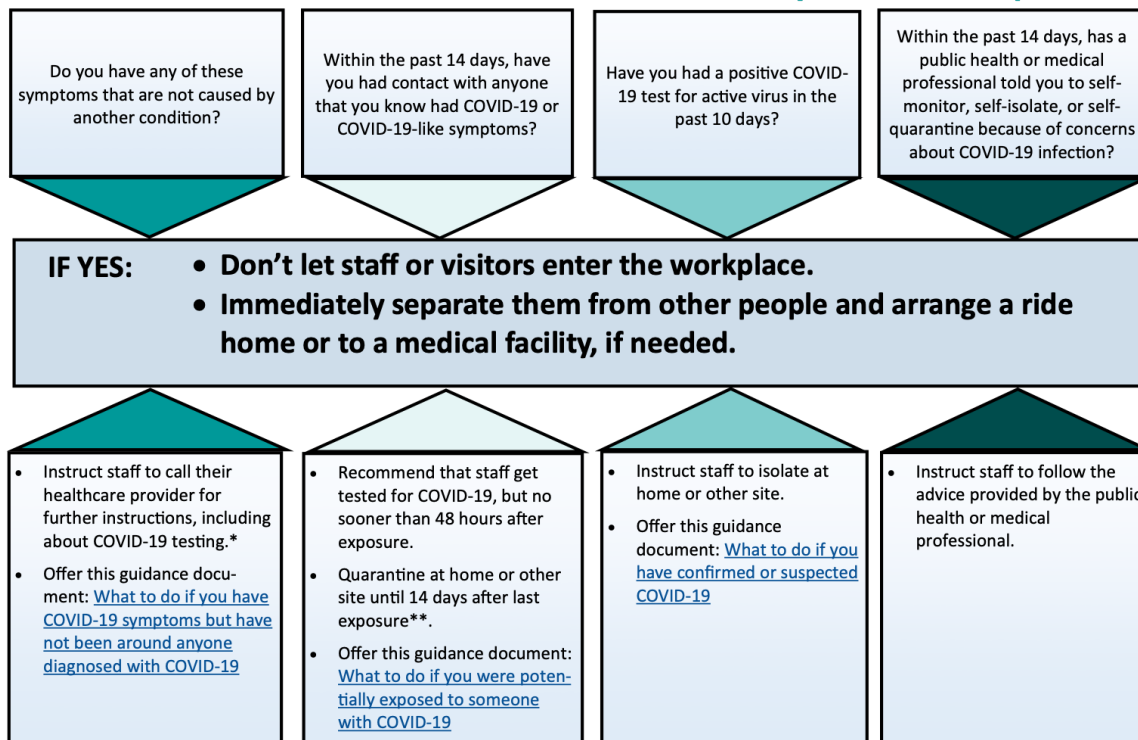 Do you have any of these
symptoms that are not caused by
another condition?
Within the past 14 days, have
you had contact with anyone
that you know had COVID-19 or
COVID-19-like symptoms?
Have you had a positive COVID-
19 test for active virus in the
past 10 days?
Within the past 14 days, has a
public health or medical
professional told you to self-
monitor, self-isolate, or self-
quarantine because of concerns
about COVID-19 infection?
IF YES:
• Don’t let staff or visitors enter the workplace.
• Immediately separate them from other people and arrange a ride
home or to a medical facility, if needed.
• Instruct staff to call their
healthcare provider for
further instructions, including
about COVID-19 testing.*
• Offer this guidance docu-
ment: What to do if you have
COVID-19 symptoms but have
not been around anyone
diagnosed with COVID-19
• Recommend that staff get
tested for COVID-19, but no
sooner than 48 hours after
exposure.
• Quarantine at home or other
site until 14 days after last
exposure**.
• Offer this guidance document:
What to do if you were poten-
tially exposed to someone
with COVID-19
• Instruct staff to isolate at
home or other site.
• Offer this guidance
document: What to do if you
have confirmed or suspected
COVID-19
• Instruct staff to follow the
advice provided by the public
health or medical
professional.